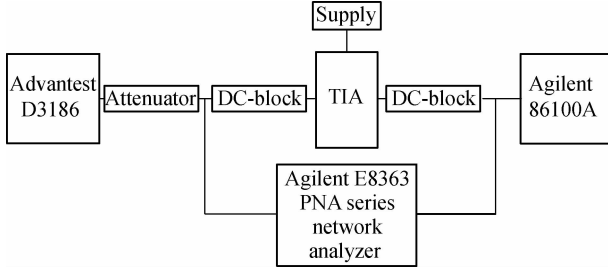 Supply
Advantest
D3186
Attenuator
DC-block
TIA
DC-block
Agilent
86100A
Agilent E8363
PNA series
network
analyzer